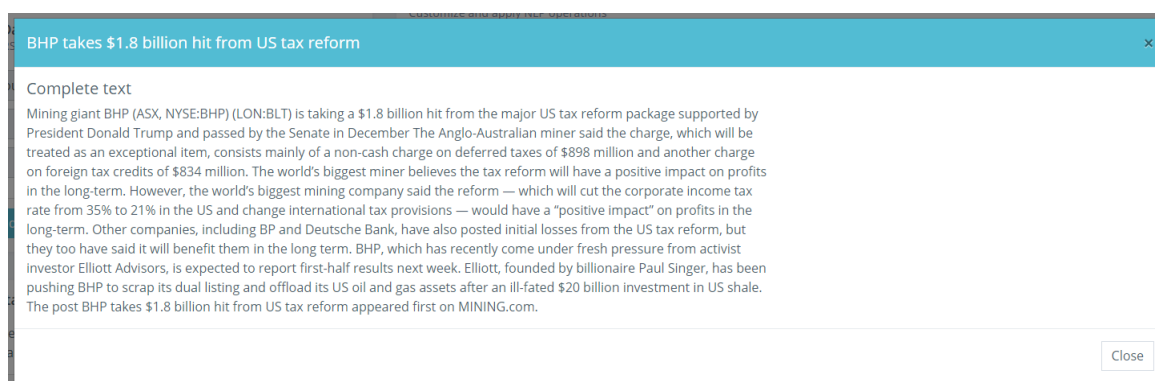 Customize and apply NLP operations
BHP takes $1.8 billion hit from US tax reform
×
Complete text
Mining giant BHP (ASX, NYSE:BHP) (LON:BLT) is taking a $1.8 billion hit from the major US tax reform package supported by
President Donald Trump and passed by the Senate in December The Anglo-Australian miner said the charge, which will be
treated as an exceptional item, consists mainly of a non-cash charge on deferred taxes of $898 million and another charge
on foreign tax credits of $834 million. The world’s biggest miner believes the tax reform will have a positive impact on profits
in the long-term. However, the world’s biggest mining company said the reform — which will cut the corporate income tax
rate from 35% to 21% in the US and change international tax provisions — would have a “positive impact” on profits in the
long-term. Other companies, including BP and Deutsche Bank, have also posted initial losses from the US tax reform, but
they too have said it will benefit them in the long term. BHP, which has recently come under fresh pressure from activist
investor Elliott Advisors, is expected to report first-half results next week. Elliott, founded by billionaire Paul Singer, has been
pushing BHP to scrap its dual listing and offload its US oil and gas assets after an ill-fated $20 billion investment in US shale.
The post BHP takes $1.8 billion hit from US tax reform appeared first on MINING.com.
Close